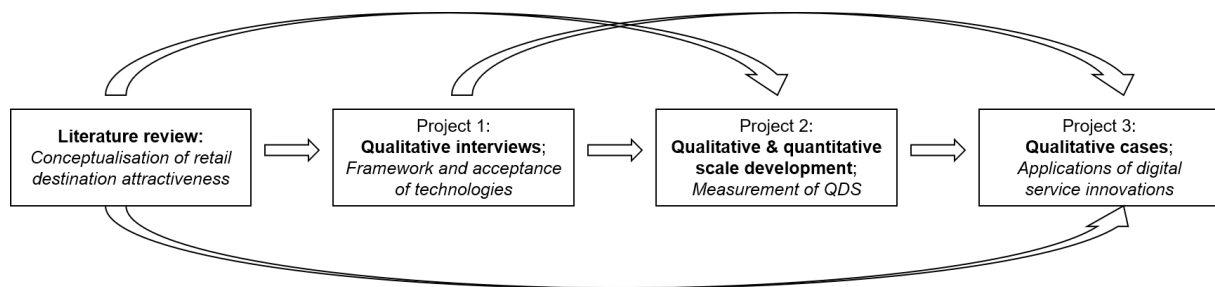 Literature review:
Conceptualisation of retail
destination attractiveness
Project 1:
Qualitative interviews;
Framework and acceptance
of technologies
Project 2:
Qualitative & quantitative
scale development;
Measurement of QDS
Project 3:
Qualitative cases;
Applications of digital
service innovations